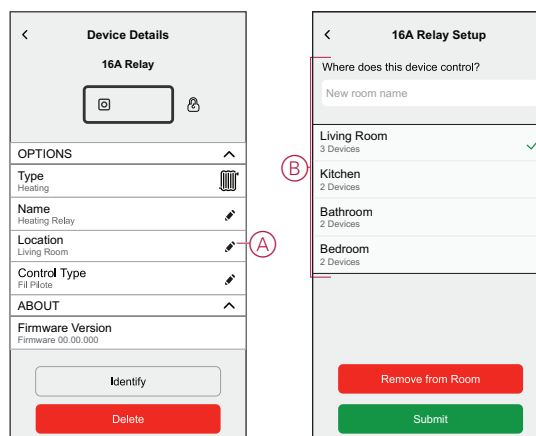 Device Details
16A Relay
OPTIONS
Type
Heating
Name
Heating Relay
Location
Living Room
A
Control Type
Fil Pilote
ABOUT
Firmware Version
Firmware 00.00.000
Identify
Delete
16A Relay Setup
Where does this device control?
New room name
B
Living Room
3 Devices
Kitchen
2 Devices
Bathroom
2 Devices
Bedroom
2 Devices
Remove from Room
Submit